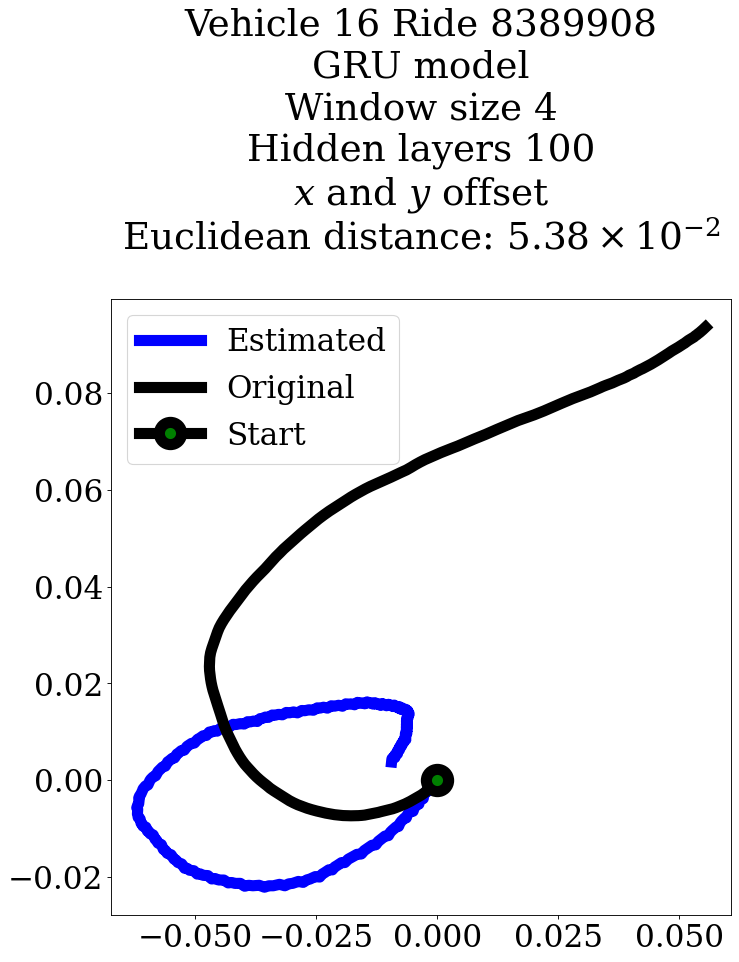 Vehicle 16 Ride 8389908
GRU model
Window size 4
Hidden layers 100
x and y offset
Euclidean distance: 5.38 × 10⁻²
Estimated
Original
Start
0.08
0.06
0.04
0.02
0.00
−0.02
−0.050 −0.025 0.000 0.025 0.050